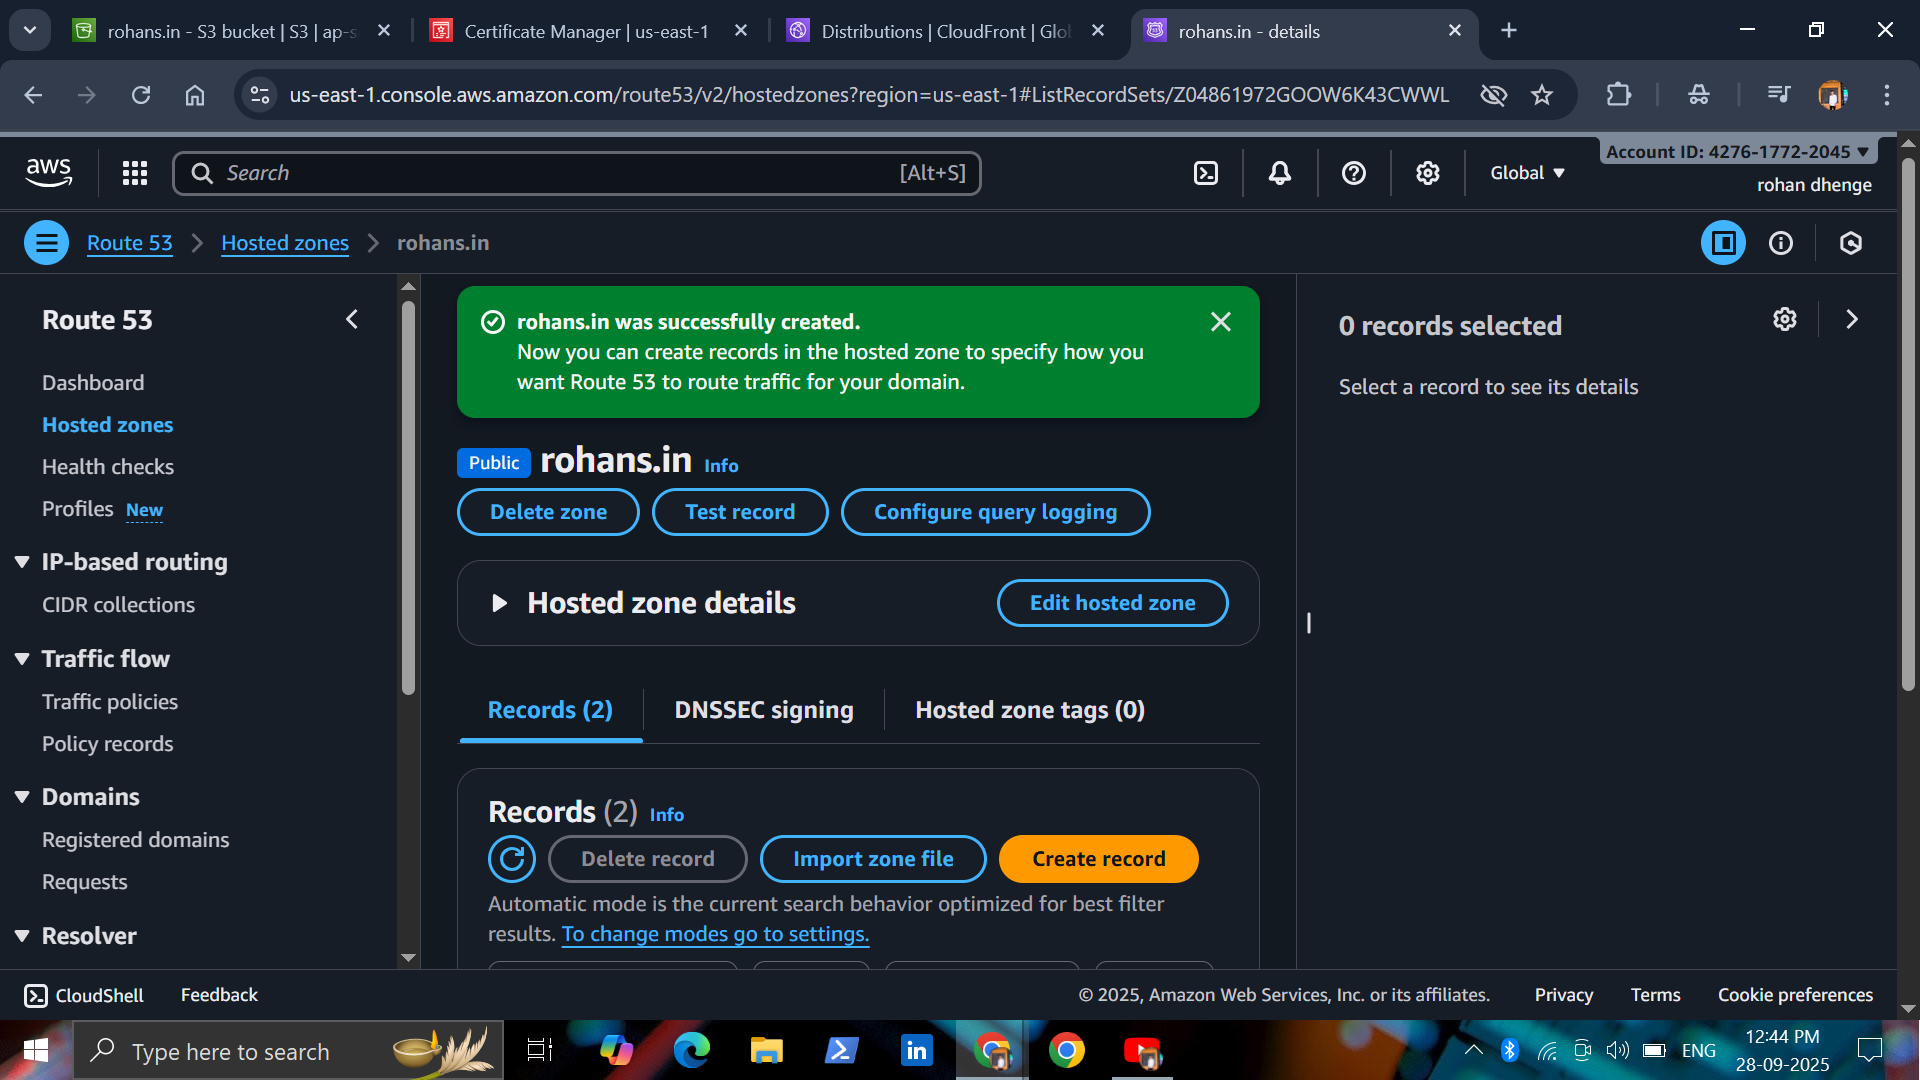 rohans.in - S3 bucket | S3 | ap-s
Certificate Manager | us-east-1
Distributions | CloudFront | Glob
rohans.in - details
us-east-1.console.aws.amazon.com/route53/v2/hostedzones?region=us-east-1#ListRecordSets/Z04861972GOOW6K43CWWL
aws
Search
[Alt+S]
Global
Account ID: 4276-1772-2045
rohan dhenge
Route 53
Hosted zones
rohans.in
Route 53
Dashboard
Hosted zones
Health checks
Profiles New
IP-based routing
CIDR collections
Traffic flow
Traffic policies
Policy records
Domains
Registered domains
Requests
Resolver
rohans.in was successfully created.
Now you can create records in the hosted zone to specify how you
want Route 53 to route traffic for your domain.
Public rohans.in Info
Delete zone
Test record
Configure query logging
Hosted zone details
Edit hosted zone
Records (2)
DNSSEC signing
Hosted zone tags (0)
Records (2) Info
Delete record
Import zone file
Create record
Automatic mode is the current search behavior optimized for best filter
results. To change modes go to settings.
0 records selected
Select a record to see its details
CloudShell
Feedback
© 2025, Amazon Web Services, Inc. or its affiliates.
Privacy
Terms
Cookie preferences
Type here to search
ENG
12:44 PM
28-09-2025